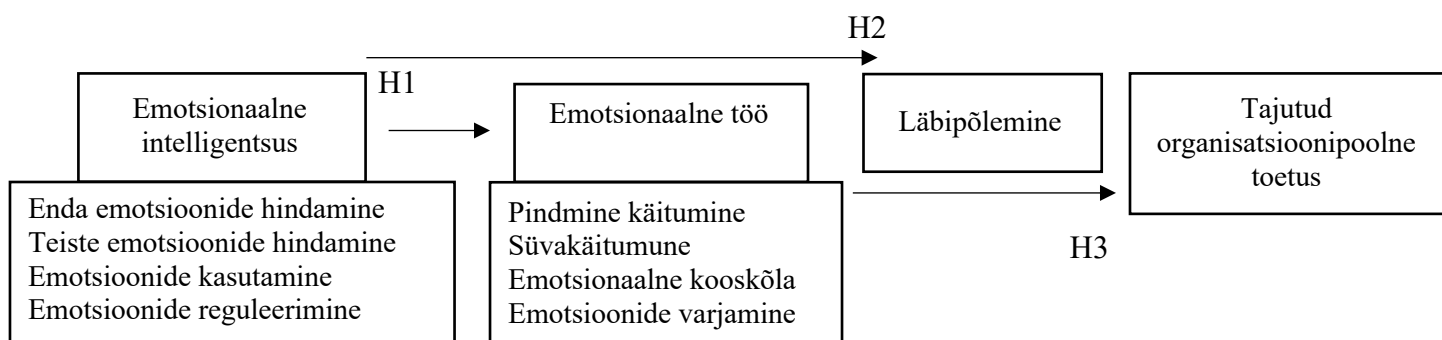 H2
H1
Emotsionaalne
intelligentsus
Emotsionaalne töö
Läbipõlemine
Tajutud
organisatsioonipoolne
toetus
Enda emotsioonide hindamine
Teiste emotsioonide hindamine
Emotsioonide kasutamine
Emotsioonide reguleerimine
Pindmine käitumine
Süvakäitumune
Emotsionaalne kooskõla
Emotsioonide varjamine
H3